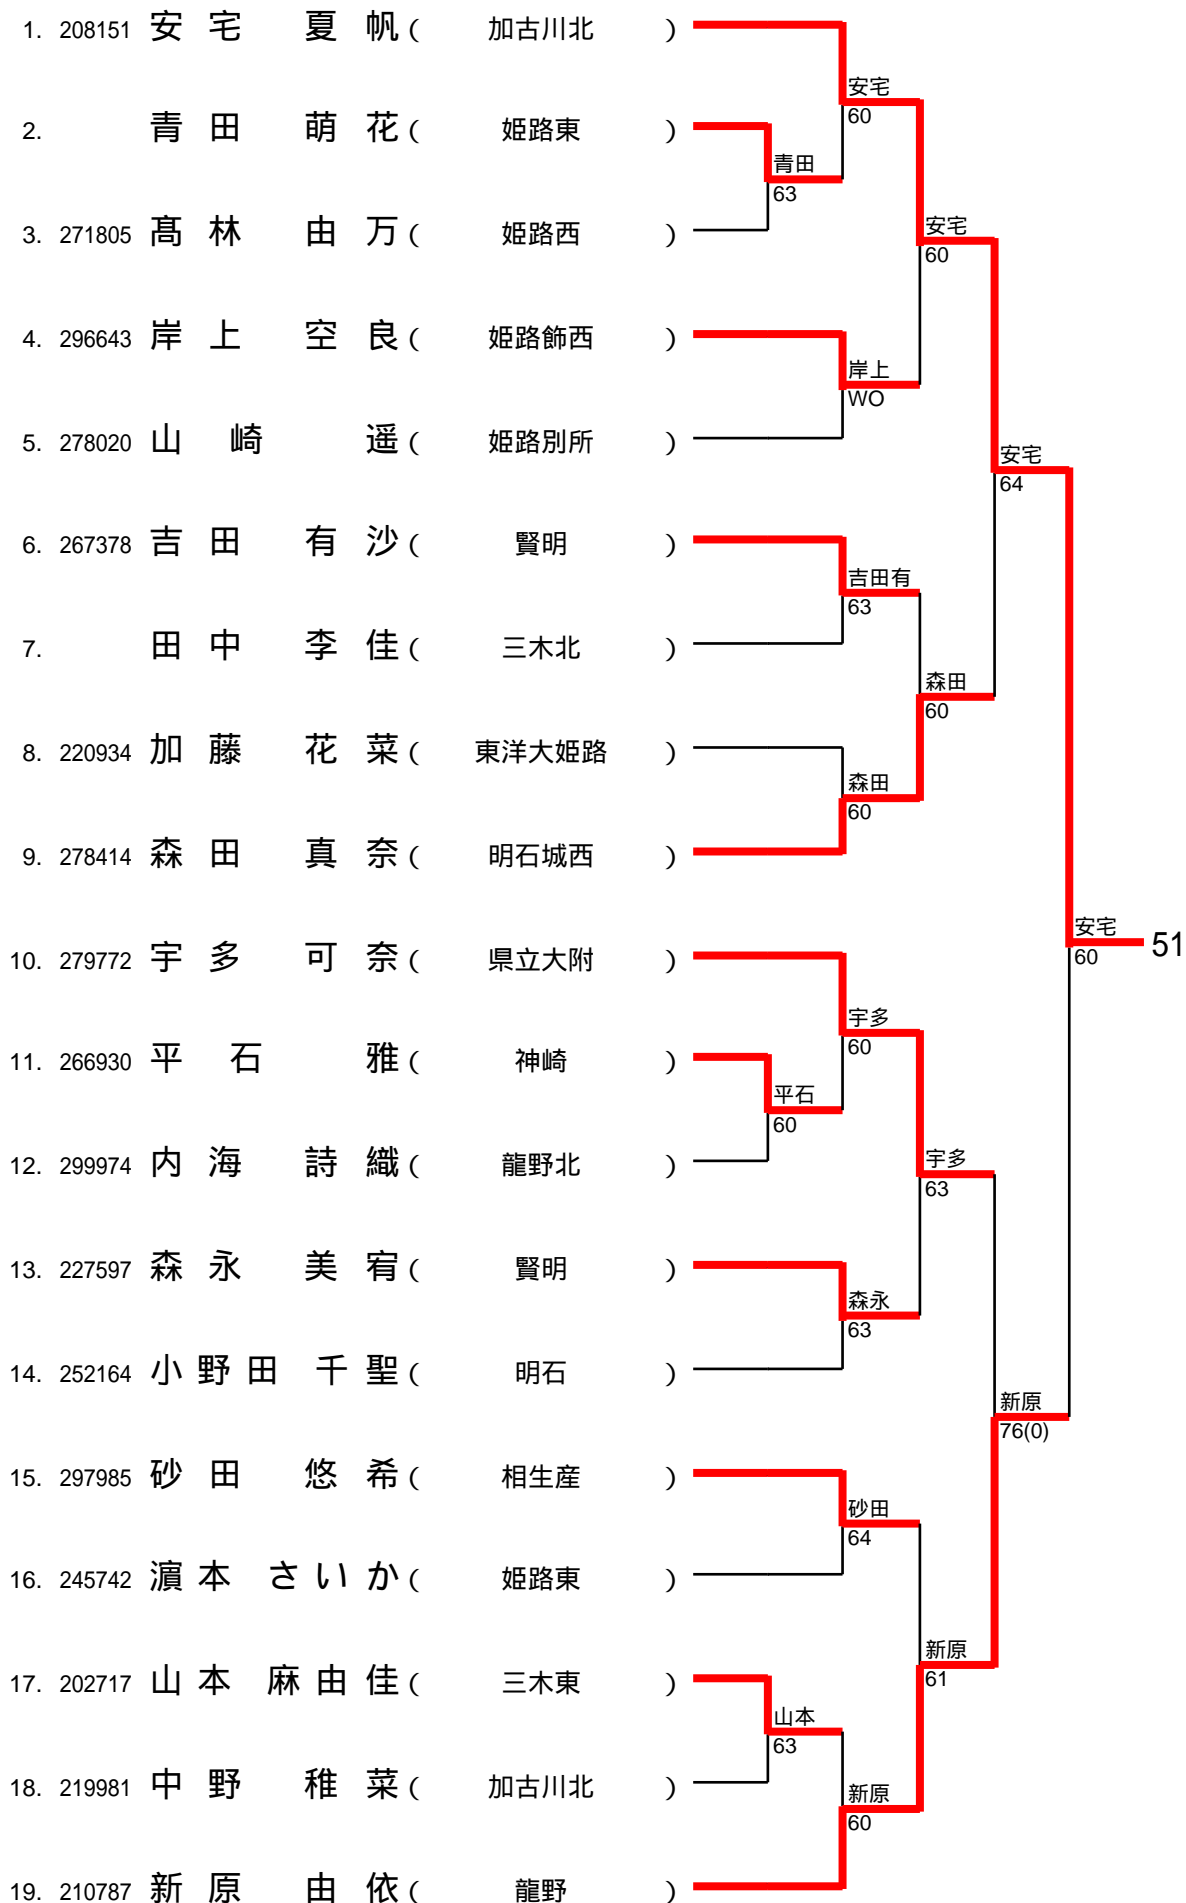 1. 208151 安宅 夏帆 ( 加古川北 )
安宅
60
2. 青田 萌花 ( 姫路東 )
青田
63
3. 271805 髙林 由万 ( 姫路西 )
安宅
60
4. 296643 岸上 空良 ( 姫路飾西 )
岸上
WO
5. 278020 山崎 遥 ( 姫路別所 )
安宅
64
6. 267378 吉田 有沙 ( 賢明 )
吉田有
63
7. 田中 李佳 ( 三木北 )
森田
60
8. 220934 加藤 花菜 ( 東洋大姫路 )
森田
60
9. 278414 森田 真奈 ( 明石城西 )
安宅
60
51
10. 279772 宇多 可奈 ( 県立大附 )
宇多
60
11. 266930 平石 雅 ( 神崎 )
平石
60
12. 299974 内海 詩織 ( 龍野北 )
宇多
63
13. 227597 森永 美宥 ( 賢明 )
森永
63
14. 252164 小野田 千聖 ( 明石 )
新原
76(0)
15. 297985 砂田 悠希 ( 相生産 )
砂田
64
16. 245742 濵本 さいか ( 姫路東 )
新原
61
17. 202717 山本 麻由佳 ( 三木東 )
山本
63
18. 219981 中野 稚菜 ( 加古川北 )
新原
60
19. 210787 新原 由依 ( 龍野 )